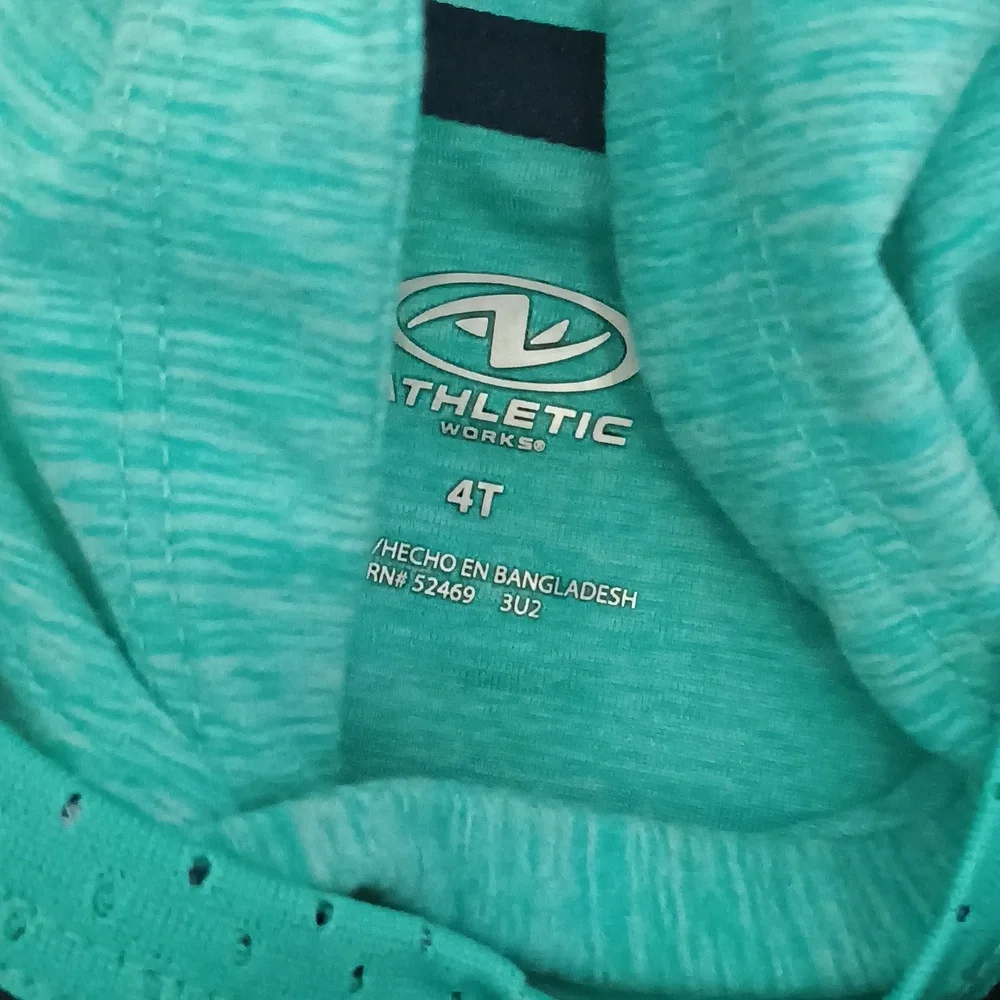 ATHLETIC
WORKS®
4T
/HECHO EN BANGLADESH
RN# 52469 3U2